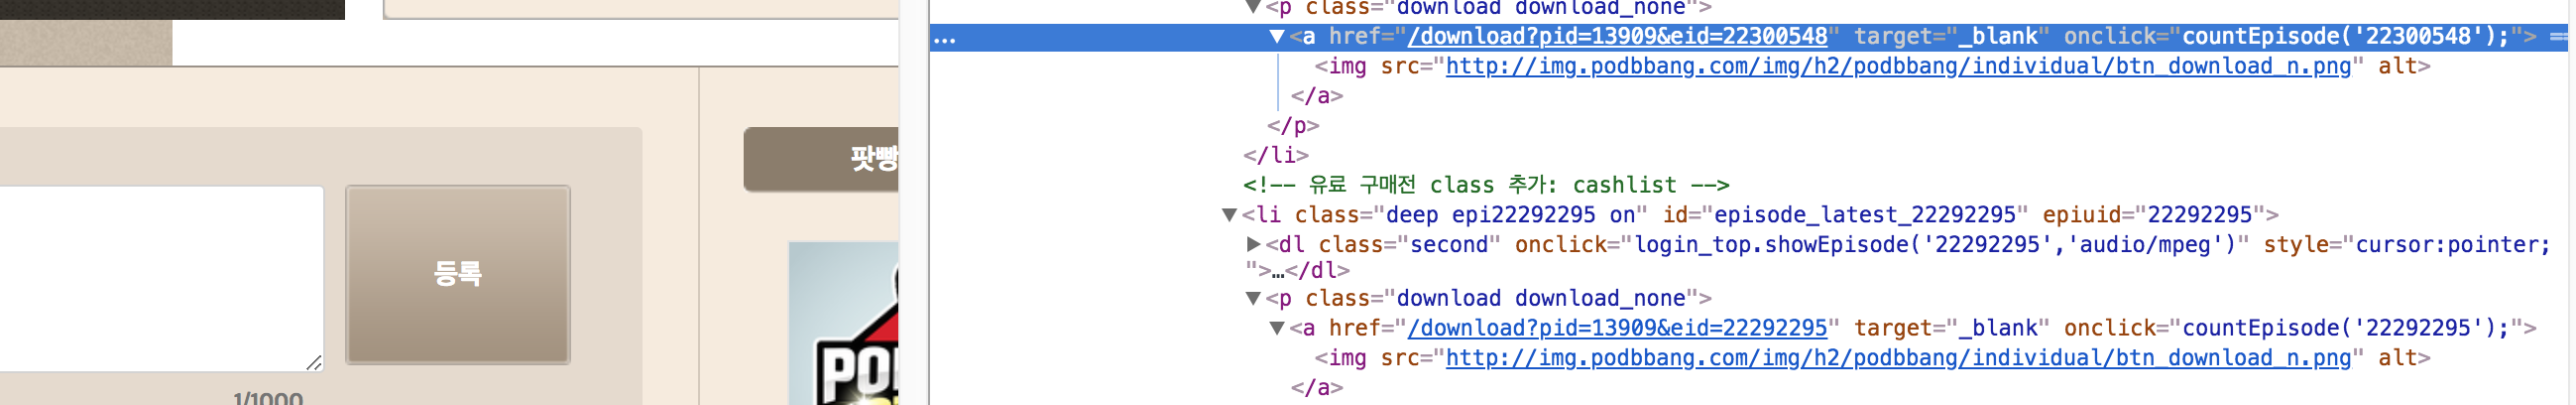 팟빵
등록
1/1000
▼<p class="download download_none">
… ▼<a href="/download?pid=13909&eid=22300548" target="_blank" onclick="countEpisode('22300548');"> ==
<img src="http://img.podbbang.com/img/h2/podbbang/individual/btn_download_n.png" alt>
</a>
</p>
</li>
<!-- 유료 구매전 class 추가: cashlist -->
▼<li class="deep epi22292295 on" id="episode_latest_22292295" epiuid="22292295">
▶<dl class="second" onclick="login_top.showEpisode('22292295','audio/mpeg')" style="cursor:pointer;
">…</dl>
▼<p class="download download_none">
▼<a href="/download?pid=13909&eid=22292295" target="_blank" onclick="countEpisode('22292295');">
<img src="http://img.podbbang.com/img/h2/podbbang/individual/btn_download_n.png" alt>
</a>